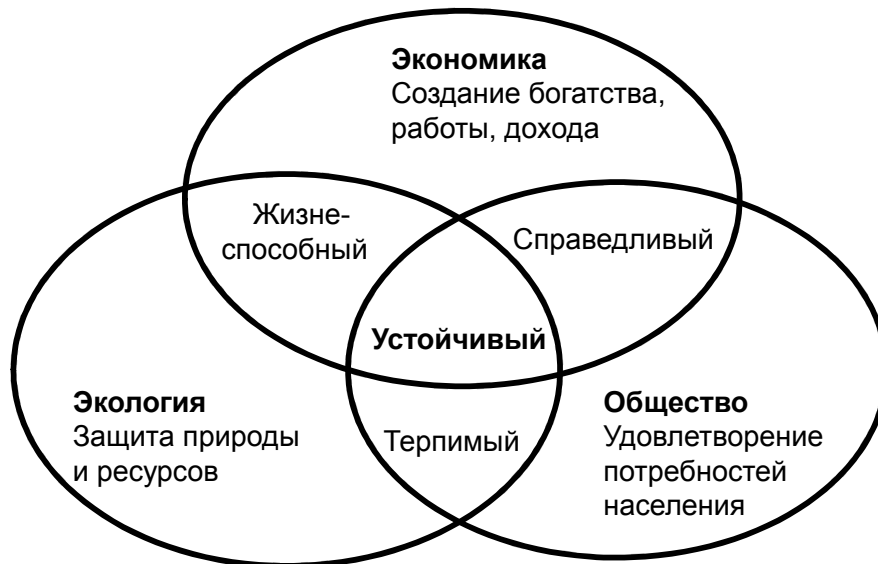 Экономика
Создание богатства,
работы, дохода
Жизне-
способный
Справедливый
Устойчивый
Экология
Защита природы
и ресурсов
Терпимый
Общество
Удовлетворение
потребностей
населения